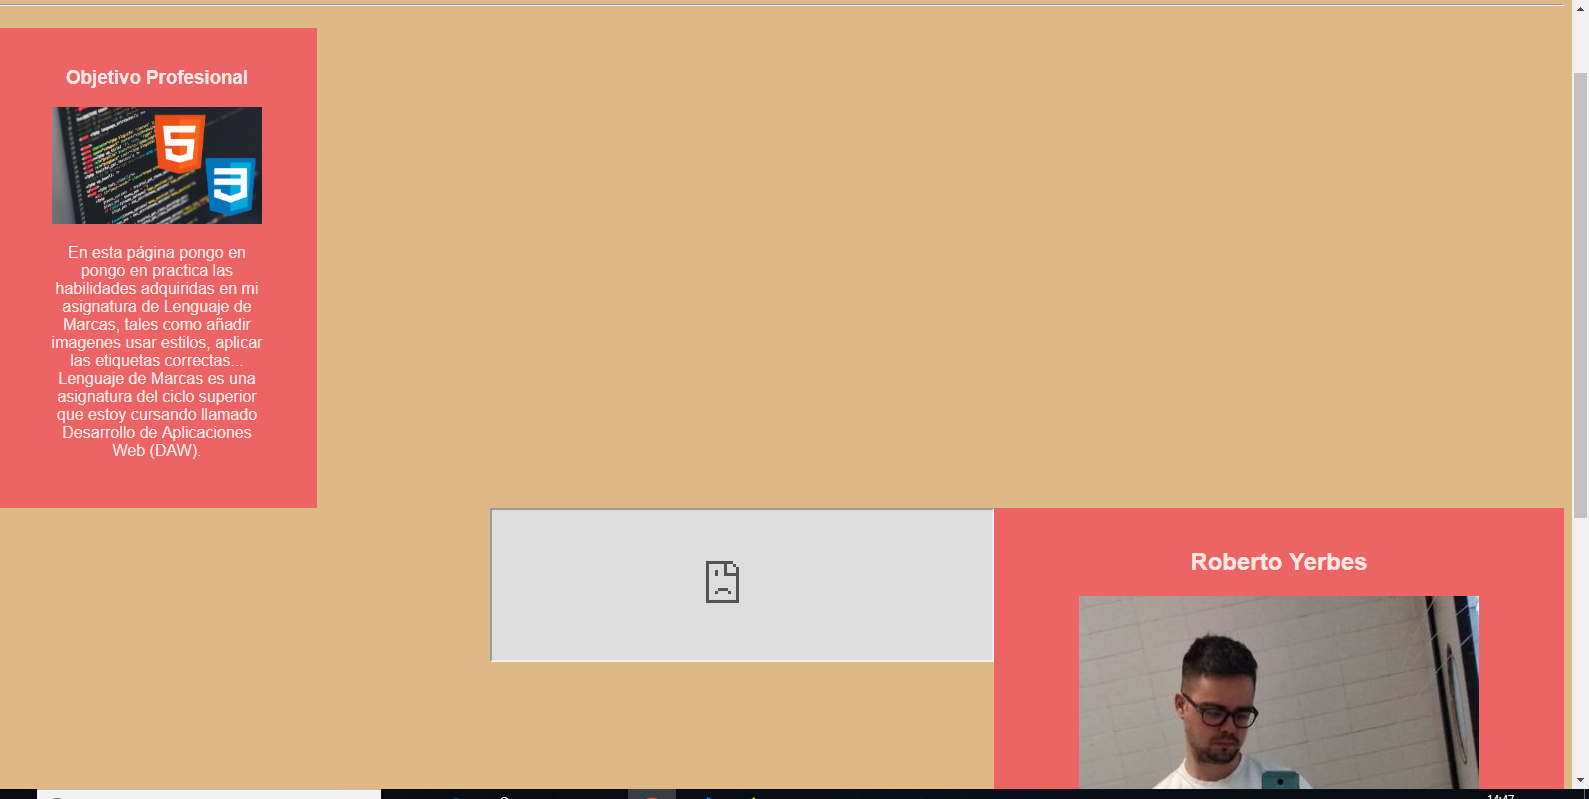 Objetivo Profesional
En esta página pongo en
pongo en practica las
habilidades adquiridas en mi
asignatura de Lenguaje de
Marcas, tales como añadir
imagenes usar estilos, aplicar
las etiquetas correctas...
Lenguaje de Marcas es una
asignatura del ciclo superior
que estoy cursando llamado
Desarrollo de Aplicaciones
Web (DAW).
Roberto Yerbes